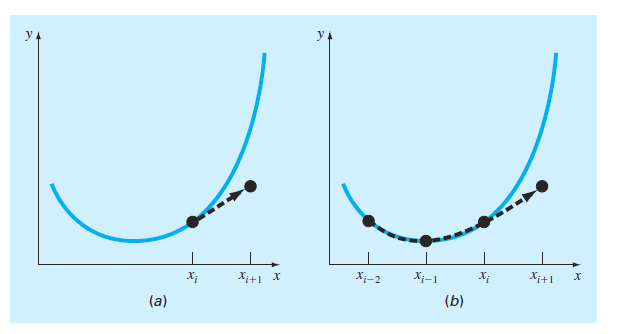 y y
x_i x_{i+1} x x_{i-2} x_{i-1} x_i x_{i+1} x
(a) (b)